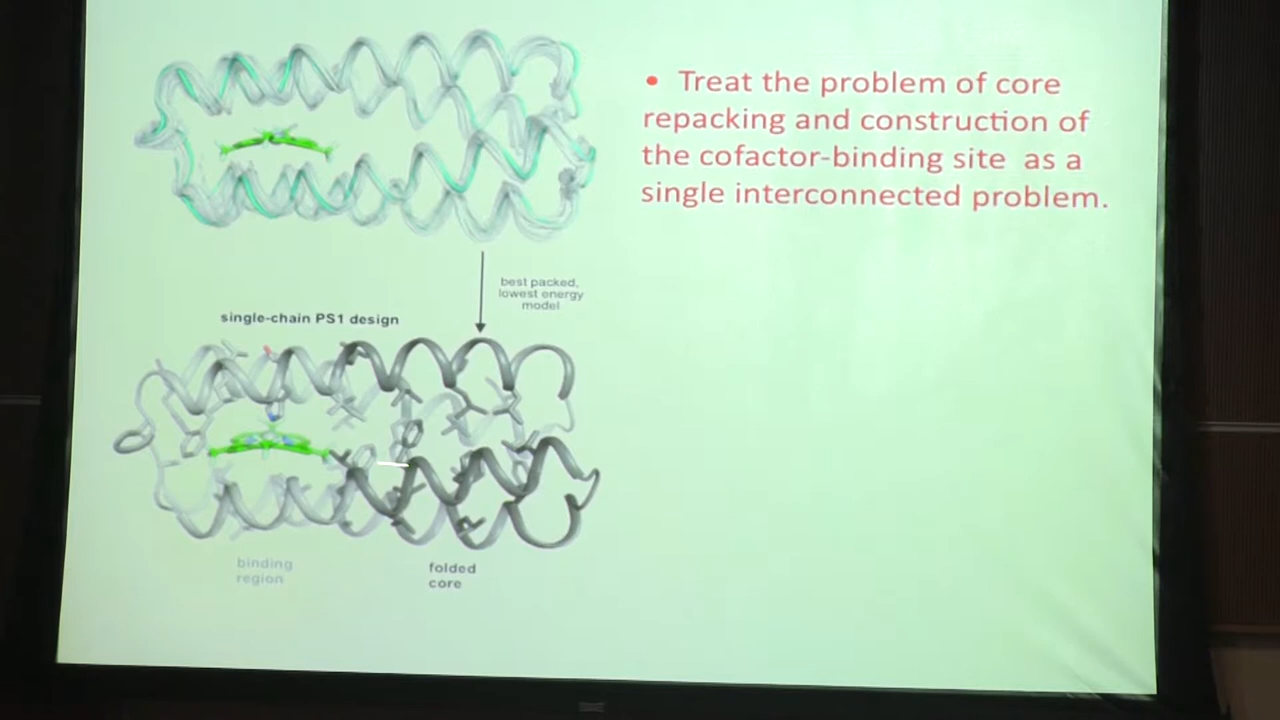 • Treat the problem of core
repacking and construction of
the cofactor-binding site as a
single interconnected problem.
best packed,
lowest energy
model
single-chain PS1 design
binding
region
folded
core